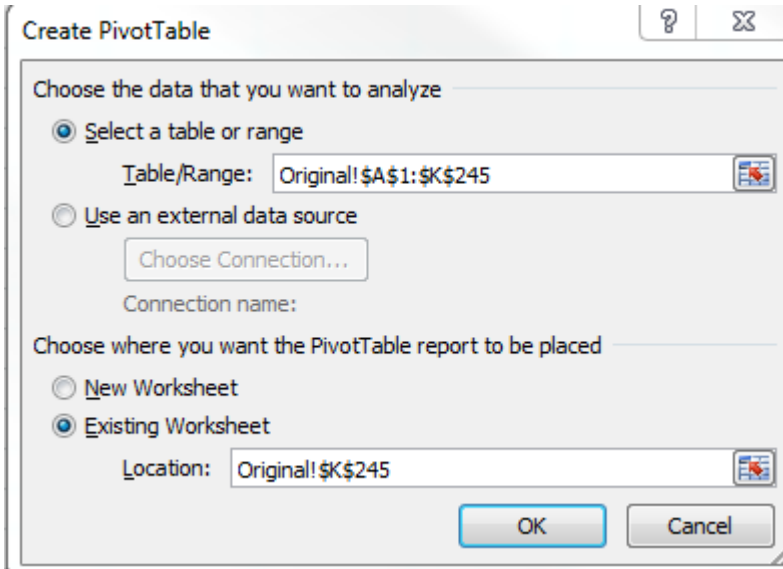 Create PivotTable
Choose the data that you want to analyze
Select a table or range
Table/Range: Original!$A$1:$K$245
Use an external data source
Choose Connection...
Connection name:
Choose where you want the PivotTable report to be placed
New Worksheet
Existing Worksheet
Location: Original!$K$245
OK Cancel